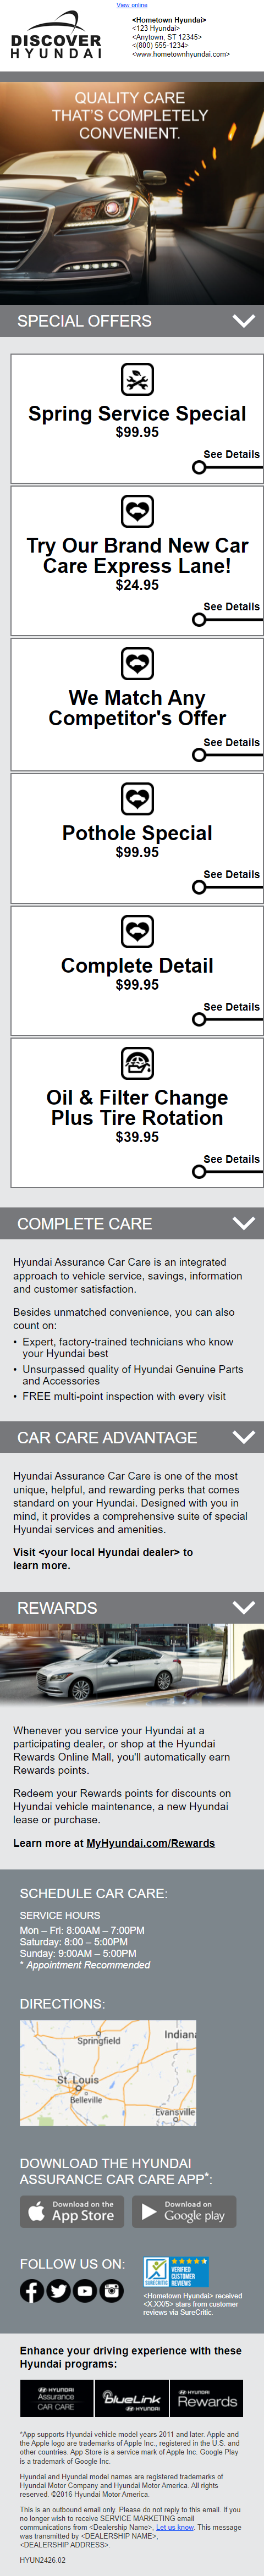 View online
DISCOVER
HYUNDAI
<Hometown Hyundai>
<123 Hyundai>
<Anytown, ST 12345>
<(800) 555-1234>
<www.hometownhyundai.com>
QUALITY CARE
THAT'S COMPLETELY
CONVENIENT.
SPECIAL OFFERS
Spring Service Special
$99.95
See Details
Try Our Brand New Car
Care Express Lane!
$24.95
See Details
We Match Any
Competitor's Offer
See Details
Pothole Special
$99.95
See Details
Complete Detail
$99.95
See Details
Oil & Filter Change
Plus Tire Rotation
$39.95
See Details
COMPLETE CARE
Hyundai Assurance Car Care is an integrated
approach to vehicle service, savings, information
and customer satisfaction.
Besides unmatched convenience, you can also
count on:
• Expert, factory-trained technicians who know
your Hyundai best
• Unsurpassed quality of Hyundai Genuine Parts
and Accessories
• FREE multi-point inspection with every visit
CAR CARE ADVANTAGE
Hyundai Assurance Car Care is one of the most
unique, helpful, and rewarding perks that comes
standard on your Hyundai. Designed with you in
mind, it provides a comprehensive suite of special
Hyundai services and amenities.
Visit <your local Hyundai dealer> to
learn more.
REWARDS
Whenever you service your Hyundai at a
participating dealer, or shop at the Hyundai
Rewards Online Mall, you'll automatically earn
Rewards points.
Redeem your Rewards points for discounts on
Hyundai vehicle maintenance, a new Hyundai
lease or purchase.
Learn more at MyHyundai.com/Rewards
SCHEDULE CAR CARE:
SERVICE HOURS
Mon – Fri: 8:00AM – 7:00PM
Saturday: 8:00 – 5:00PM
Sunday: 9:00AM – 5:00PM
* Appointment Recommended
DIRECTIONS:
Springfield
Indiana
St. Louis
Belleville
Evansville
DOWNLOAD THE HYUNDAI
ASSURANCE CAR CARE APP*:
Download on the
App Store
Download on
Google play
FOLLOW US ON:
SURECRITIC
VERIFIED
CUSTOMER
REVIEWS
<Hometown Hyundai> received
<X.XX/5> stars from customer
reviews via SureCritic.
Enhance your driving experience with these
Hyundai programs:
HYUNDAI
Assurance
CAR CARE
BlueLink
HYUNDAI
Rewards
*App supports Hyundai vehicle model years 2011 and later. Apple and
the Apple logo are trademarks of Apple Inc., registered in the U.S. and
other countries. App Store is a service mark of Apple Inc. Google Play
is a trademark of Google Inc.
Hyundai and Hyundai model names are registered trademarks of
Hyundai Motor Company and Hyundai Motor America. All rights
reserved. ©2016 Hyundai Motor America.
This is an outbound email only. Please do not reply to this email. If you
no longer wish to receive SERVICE MARKETING email
communications from <Dealership Name>, Let us know. This message
was transmitted by <DEALERSHIP NAME>,
<DEALERSHIP ADDRESS>.
HYUN2426.02